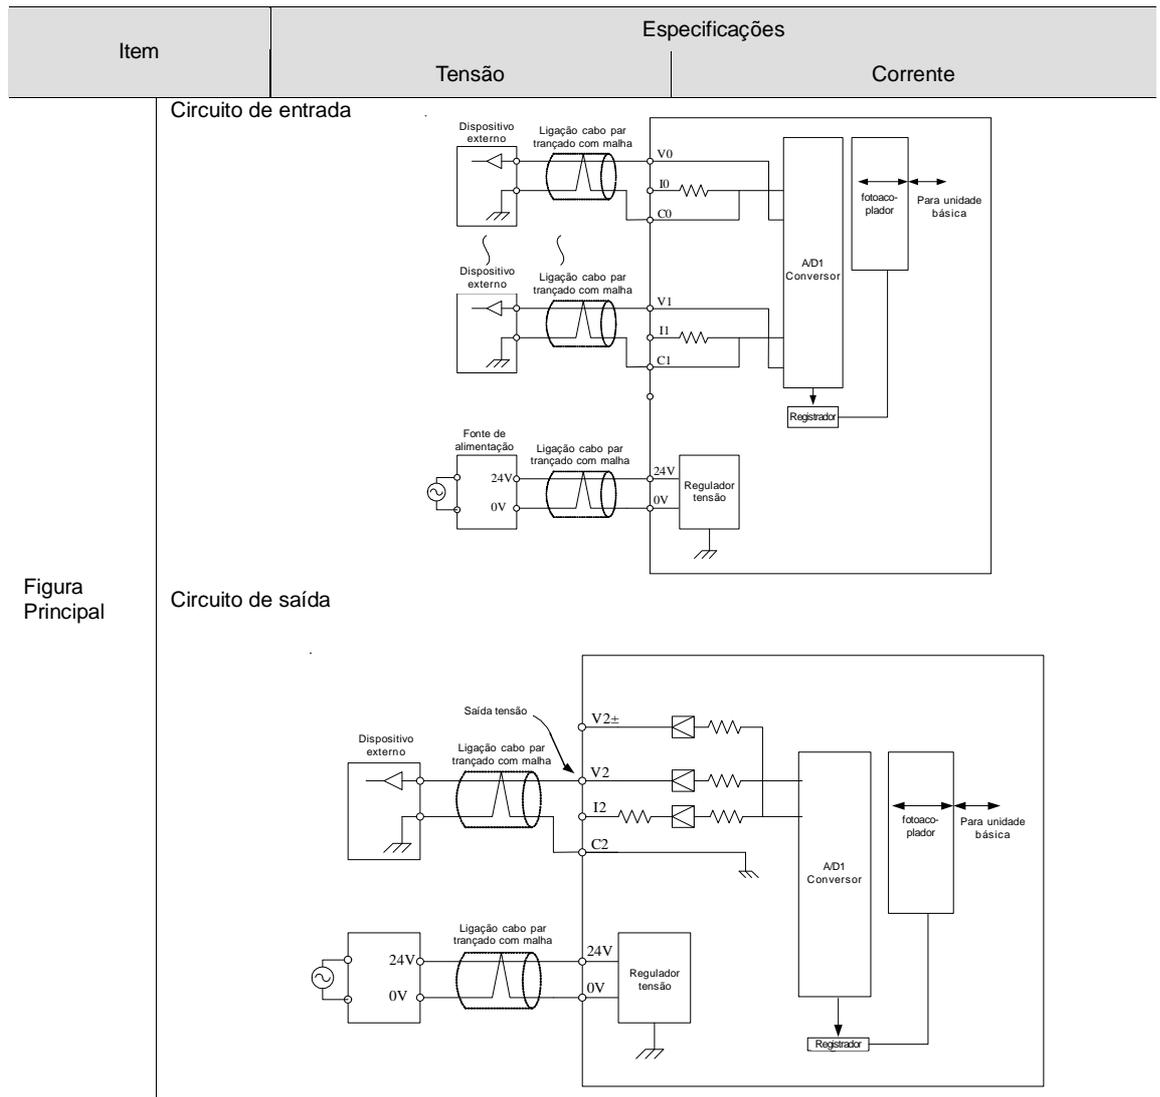 Item
Especificações
Tensão
Corrente
Figura
Principal
Circuito de entrada
Dispositivo
externo
Ligação cabo par
trançado com malha
V0
I0
C0
A/D1
Conversor
fotoaco-
plador
Para unidade
básica
Dispositivo
externo
Ligação cabo par
trançado com malha
V1
I1
C1
Registrador
Fonte de
alimentação
24V
0V
Ligação cabo par
trançado com malha
24V
0V
Regulador
tensão
Circuito de saída
Saída tensão
Dispositivo
externo
Ligação cabo par
trançado com malha
V2±
V2
I2
C2
A/D1
Conversor
fotoaco-
plador
Para unidade
básica
24V
0V
Ligação cabo par
trançado com malha
24V
0V
Regulador
tensão
Registrador